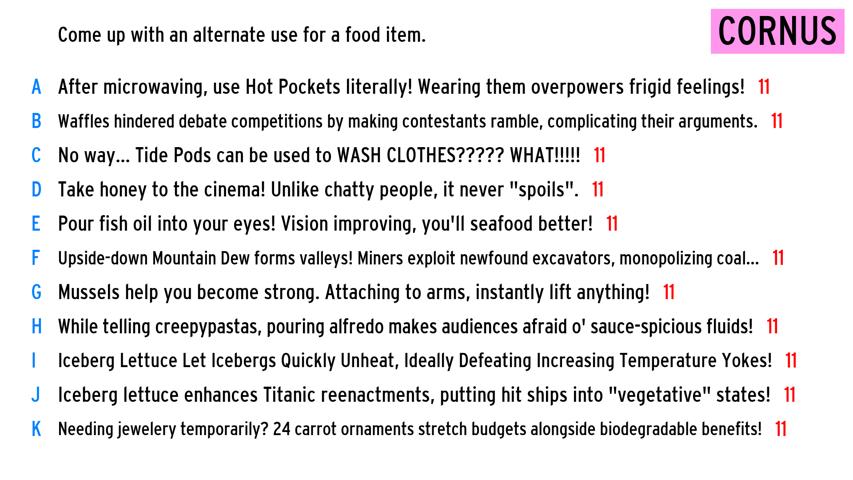 Come up with an alternate use for a food item.
CORNUS
A After microwaving, use Hot Pockets literally! Wearing them overpowers frigid feelings! 11
B Waffles hindered debate competitions by making contestants ramble, complicating their arguments. 11
C No way... Tide Pods can be used to WASH CLOTHES????? WHAT!!!!! 11
D Take honey to the cinema! Unlike chatty people, it never "spoils". 11
E Pour fish oil into your eyes! Vision improving, you'll seafood better! 11
F Upside-down Mountain Dew forms valleys! Miners exploit newfound excavators, monopolizing coal... 11
G Mussels help you become strong. Attaching to arms, instantly lift anything! 11
H While telling creepypastas, pouring alfredo makes audiences afraid o' sauce-spicious fluids! 11
I Iceberg Lettuce Let Icebergs Quickly Unheat, Ideally Defeating Increasing Temperature Yokes! 11
J Iceberg lettuce enhances Titanic reenactments, putting hit ships into "vegetative" states! 11
K Needing jewelery temporarily? 24 carrot ornaments stretch budgets alongside biodegradable benefits! 11